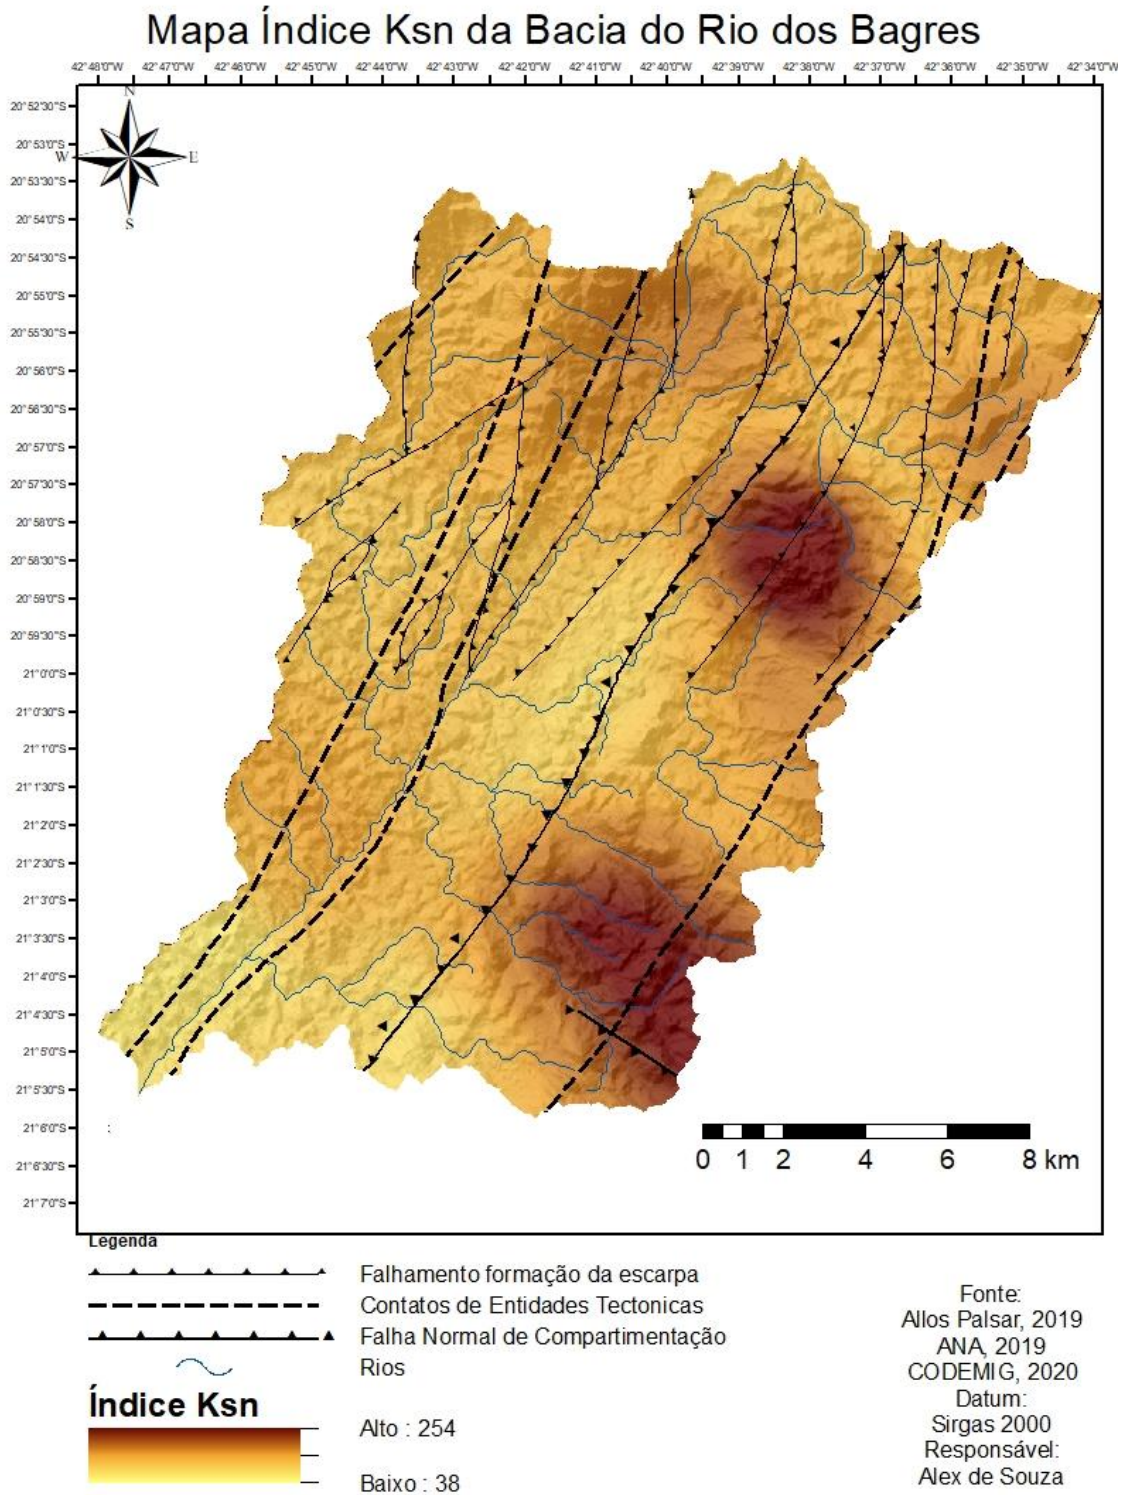 Mapa Índice Ksn da Bacia do Rio dos Bagres
42°48'0"W 42°47'0"W 42°46'0"W 42°45'0"W 42°44'0"W 42°43'0"W 42°42'0"W 42°41'0"W 42°40'0"W 42°39'0"W 42°38'0"W 42°37'0"W 42°36'0"W 42°35'0"W 42°34'0"W
N
W
E
S
20°52'30"S
20°53'0"S
20°53'30"S
20°54'0"S
20°54'30"S
20°55'0"S
20°55'30"S
20°56'0"S
20°56'30"S
20°57'0"S
20°57'30"S
20°58'0"S
20°58'30"S
20°59'0"S
20°59'30"S
21°0'0"S
21°0'30"S
21°1'0"S
21°1'30"S
21°2'0"S
21°2'30"S
21°3'0"S
21°3'30"S
21°4'0"S
21°4'30"S
21°5'0"S
21°5'30"S
21°6'0"S
21°6'30"S
21°7'0"S
0 1 2 4 6 8 km
Legenda
Falhamento formação da escarpa
Contatos de Entidades Tectonicas
Falha Normal de Compartimentação
Rios
Índice Ksn
Alto : 254
Baixo : 38
Fonte:
Allos Palsar, 2019
ANA, 2019
CODEMIG, 2020
Datum:
Sirgas 2000
Responsável:
Alex de Souza